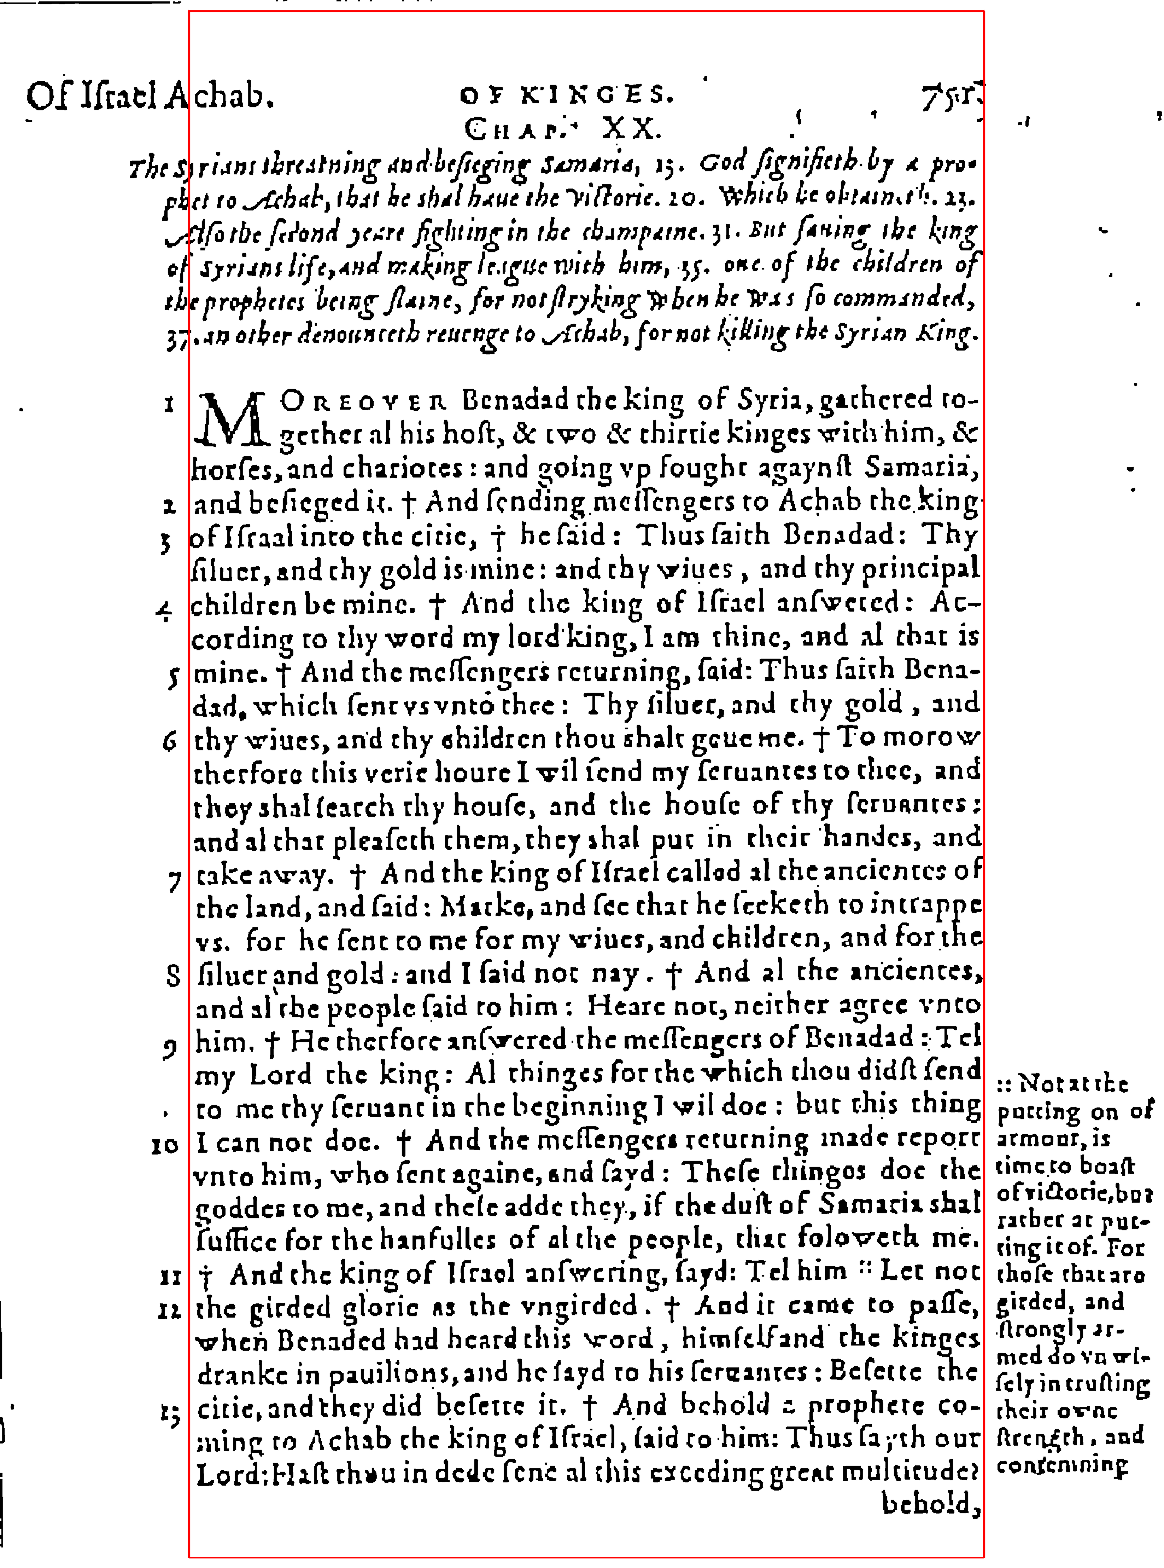 Of Iſrael Achab. OF KINGES. 751.
CHAP. XX.
The Syrians threatning and beſieging Samaria, 13. God ſignifieth by a pro-
phet to Achab, that he shal haue the victorie. 20. Which he obtaineth. 23.
Alſo the ſecond yeare fighting in the champaine. 31. But ſauing the king
of Syrians life, and making league with him, 35. one of the children of
the prophetes being ſlaine, for not ſtryking when he was ſo commanded,
37. an other denounceth reuenge to Achab, for not killing the Syrian King.
1 MOREOVER Benadad the king of Syria, gathered to-
gether al his hoſt, & two & thirtie kinges with him, &
horſes, and chariotes: and going vp fought agaynſt Samaria,
2 and beſieged it. † And ſending meſſengers to Achab the king
3 of Iſraal into the citie, † he ſaid: Thus ſaith Benadad: Thy
ſiluer, and thy gold is mine: and thy wiues, and thy principal
4 children be mine. † And the king of Iſrael anſwered: Ac-
cording to thy word my lord king, I am thine, and al that is
5 mine. † And the meſſengers returning, ſaid: Thus ſaith Bena-
dad, which ſent vs vnto thee: Thy ſiluer, and thy gold, and
6 thy wiues, and thy children thou shalt geue me. † To morow
therfore this verie houre I wil ſend my ſeruantes to thee, and
they shal ſearch thy houſe, and the houſe of thy ſeruantes:
and al that pleaſeth them, they shal put in their handes, and
7 take away. † And the king of Iſrael called al the ancientes of
the land, and ſaid: Marke, and ſee that he ſeeketh to intrappe
vs. for he ſent to me for my wiues, and children, and for the
8 ſiluer and gold: and I ſaid not nay. † And al the ancientes,
and al the people ſaid to him: Heare not, neither agree vnto
9 him. † He therfore anſwered the meſſengers of Benadad: Tel
my Lord the king: Al thinges for the which thou didſt ſend
to me thy ſeruant in the beginning I wil doe: but this thing
10 I can not doe. † And the meſſengers returning made report
vnto him, who ſent againe, and ſayd: Theſe thinges doe the
goddes to me, and theſe adde they, if the duſt of Samaria shal
ſuffice for the hanfulles of al the people, that foloweth me.
11 † And the king of Iſrael anſwering, ſayd: Tel him :: Let not
12 the girded glorie as the vngirded. † And it came to paſſe,
when Benaded had heard this word, himſelf and the kinges
dranke in pauilions, and he ſayd to his ſeruantes: Beſette the
13 citie, and they did beſette it. † And behold a prophete co-
ming to Achab the king of Iſrael, ſaid to him: Thus ſayth our
Lord: Haſt thou in dede ſene al this exceding great multitude?
behold,
:: Not at the
putting on of
armour, is
time to boaſt
of victorie, but
rather at put-
ting it of. For
thoſe that are
girded, and
ſtrongly ar-
med do vnwi-
ſely in truſting
their owne
ſtrength, and
contemning